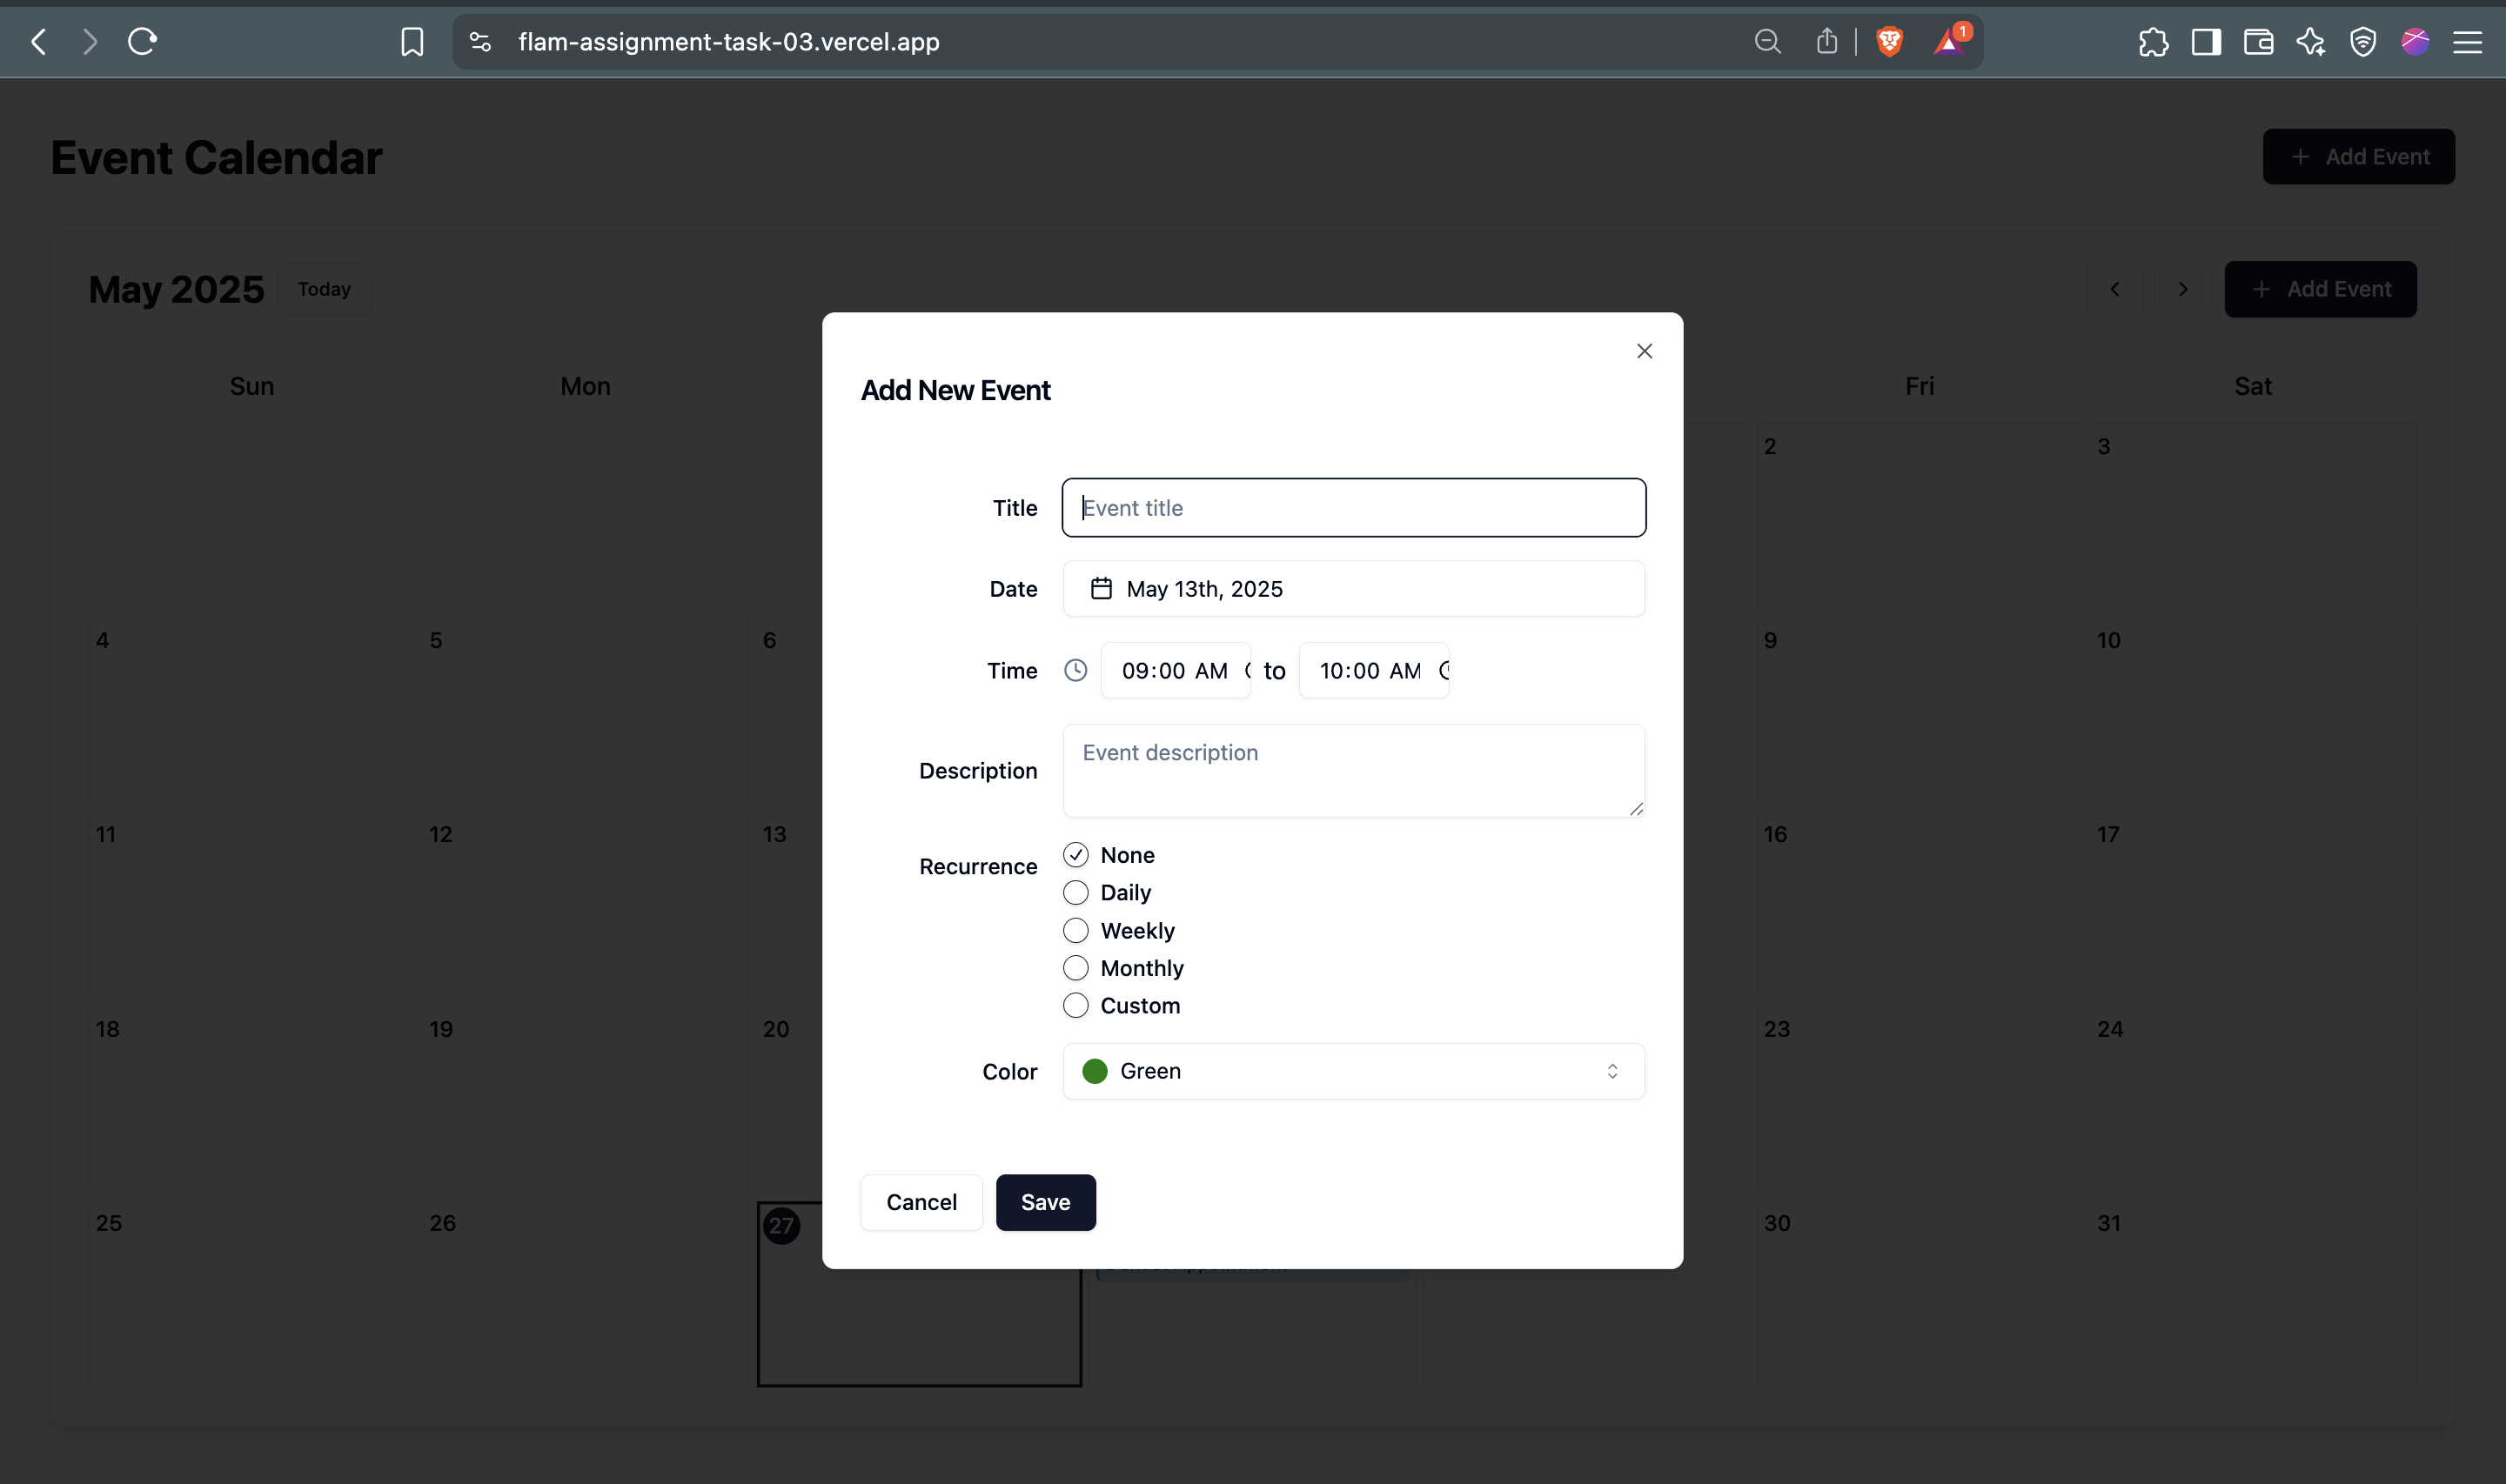 flam-assignment-task-03.vercel.app
1
Event Calendar
Add Event
May 2025
Today
Add Event
Sun
Mon
Fri
Sat
2
3
4
5
6
9
10
11
12
13
16
17
18
19
20
23
24
25
26
27
30
31
Add New Event
Title
Event title
Date
May 13th, 2025
Time
09:00 AM
to
10:00 AM
Description
Event description
Recurrence
None
Daily
Weekly
Monthly
Custom
Color
Green
Cancel
Save